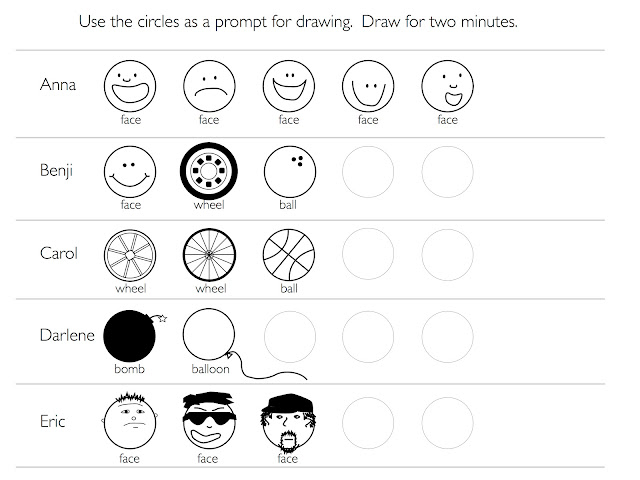 Use the circles as a prompt for drawing.  Draw for two minutes.
Anna
face face face face face
Benji
face wheel ball
Carol
wheel wheel ball
Darlene
bomb balloon
Eric
face face face